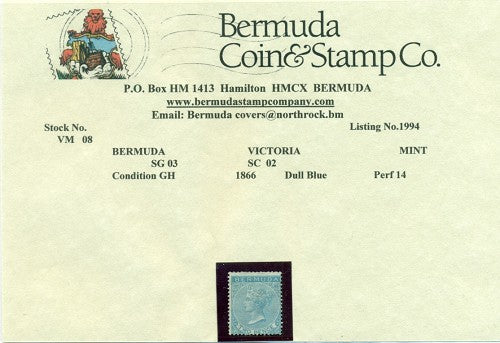 Bermuda
Coin&Stamp Co.
P.O. Box HM 1413 Hamilton HMCX BERMUDA
www.bermudastampcompany.com
Email: Bermuda covers@northrock.bm
Stock No. Listing No.1994
VM 08
BERMUDA VICTORIA MINT
SG 03 SC 02
Condition GH 1866 Dull Blue Perf 14
BERMUDA